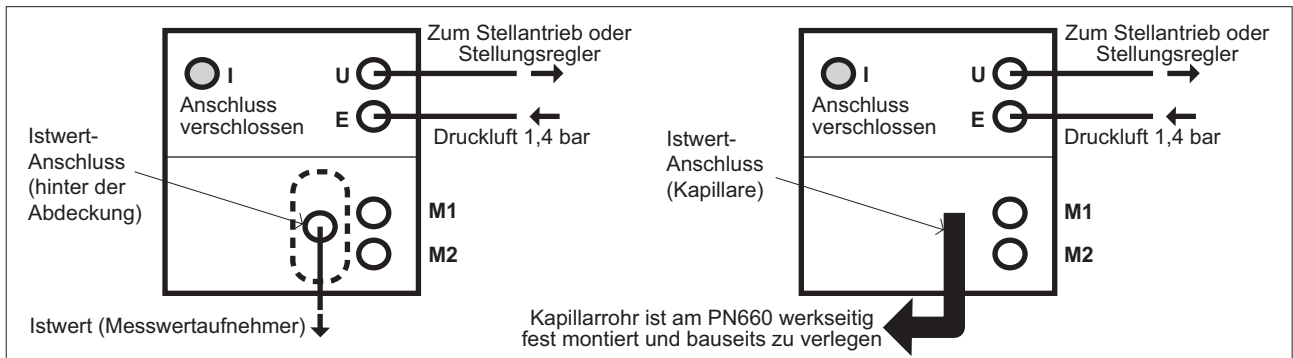 Zum Stellantrieb oder
Stellungsregler
I
U
Anschluss
verschlossen
E
Druckluft 1,4 bar
Istwert-
Anschluss
(hinter der
Abdeckung)
M1
M2
Istwert (Messwertaufnehmer)
Zum Stellantrieb oder
Stellungsregler
I
U
Anschluss
verschlossen
E
Druckluft 1,4 bar
Istwert-
Anschluss
(Kapillare)
M1
M2
Kapillarrohr ist am PN660 werkseitig
fest montiert und bauseits zu verlegen